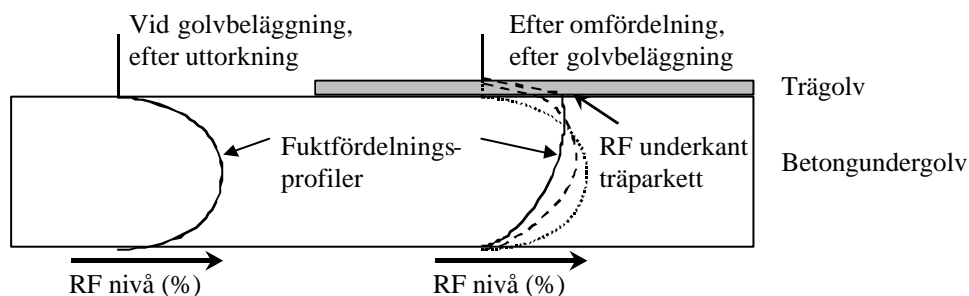 Vid golvbeläggning,
efter uttorkning
Efter omfördelning,
efter golvbeläggning
Trägolv
Fuktfördelnings-
profiler
RF underkant
träparkett
Betongundergolv
RF nivå (%)
RF nivå (%)